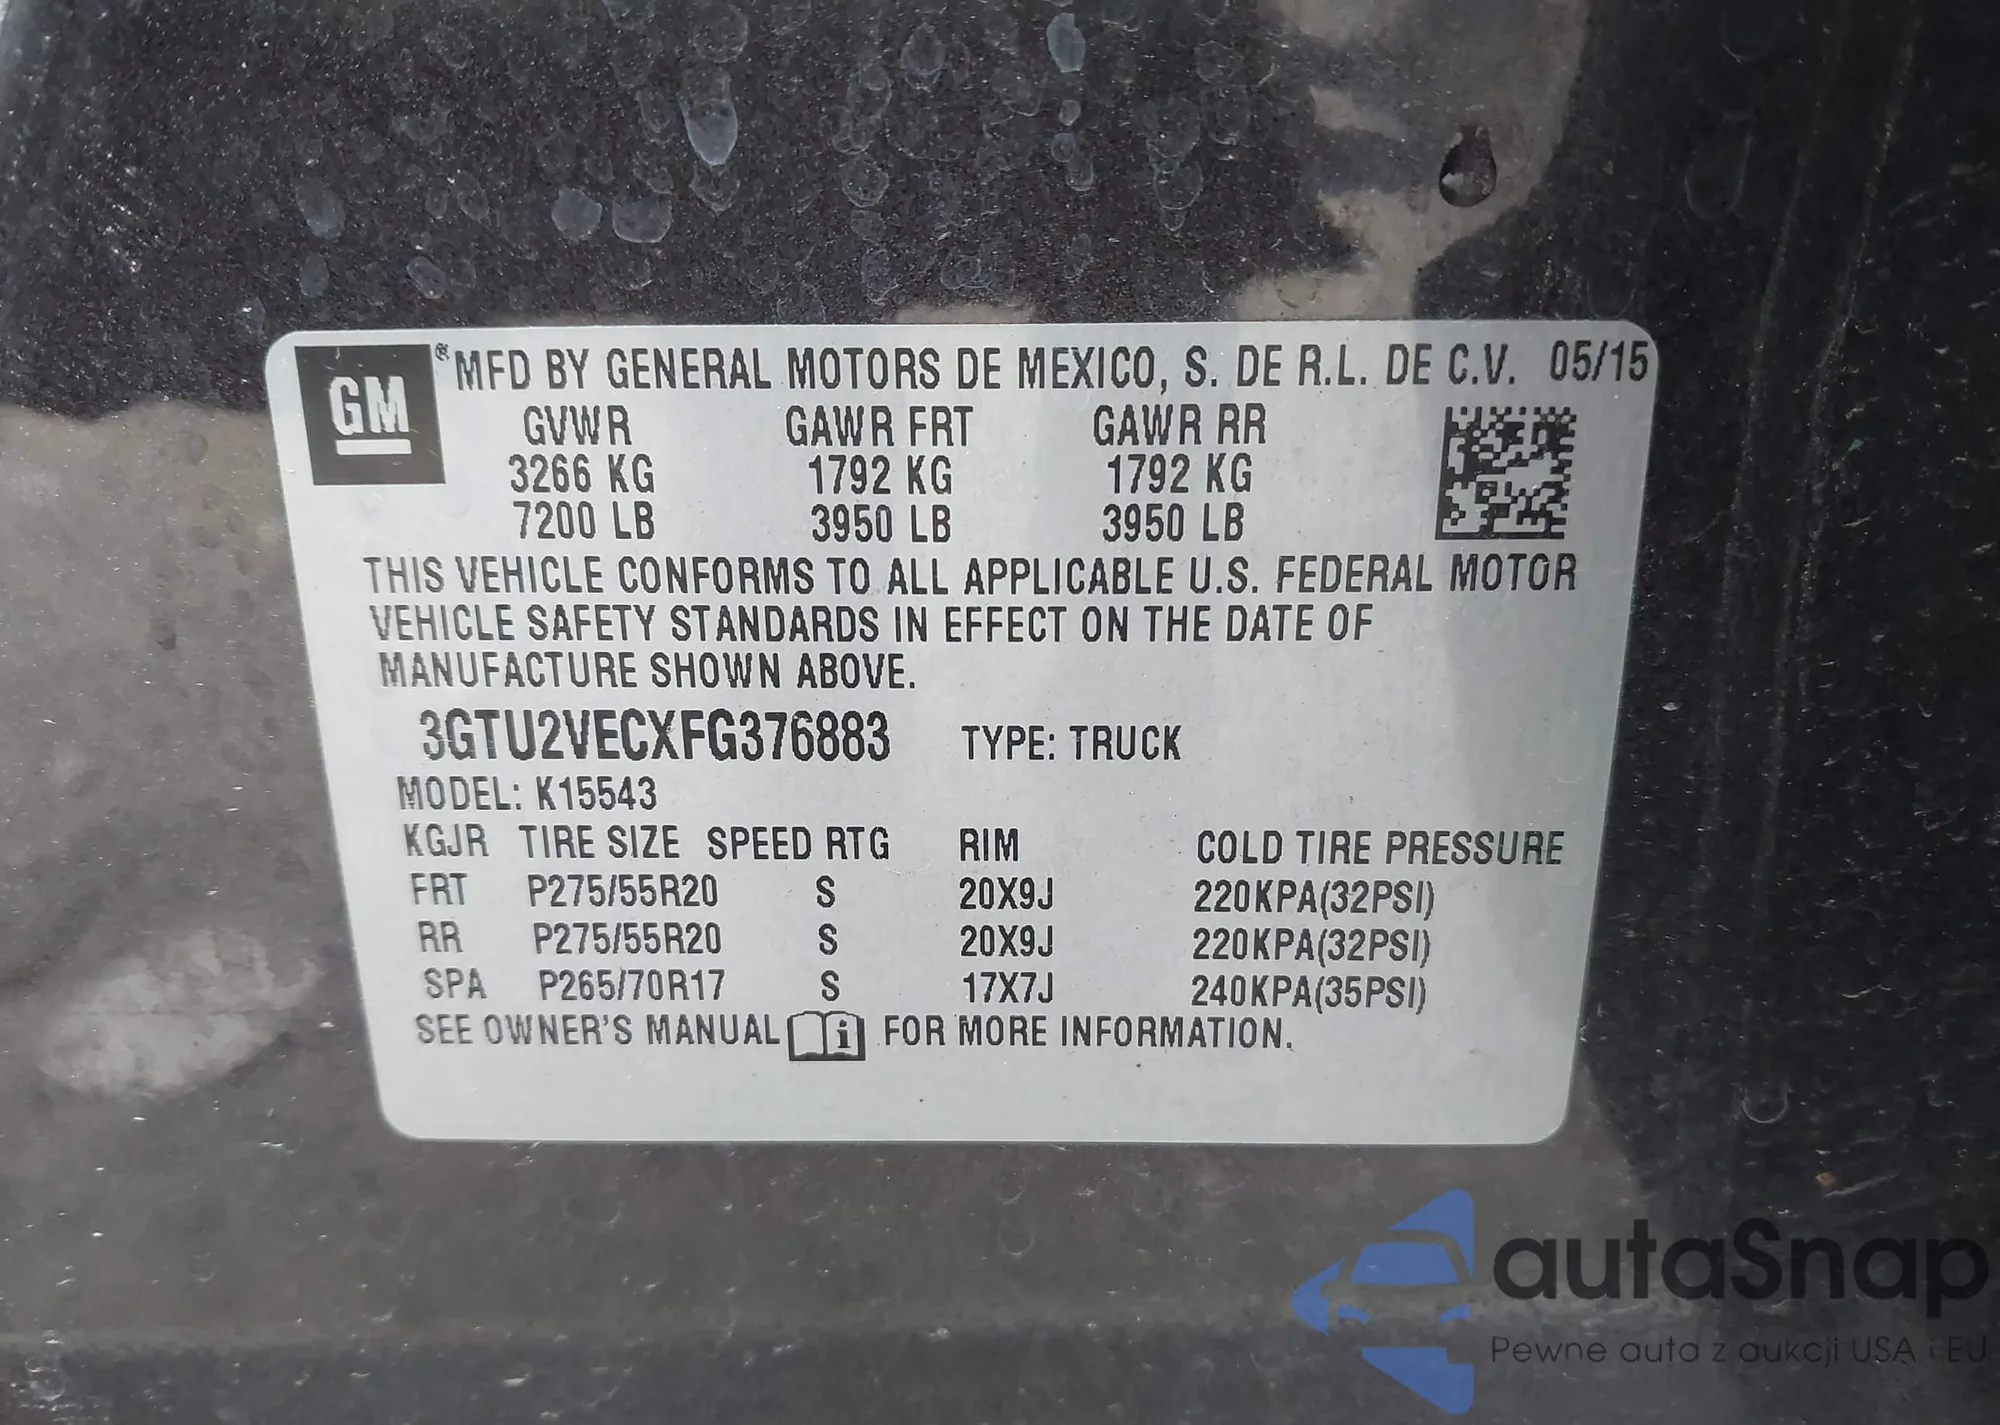 GM ® MFD BY GENERAL MOTORS DE MEXICO, S. DE R.L. DE C.V. 05/15
GVWR GAWR FRT GAWR RR
3266 KG 1792 KG 1792 KG
7200 LB 3950 LB 3950 LB
THIS VEHICLE CONFORMS TO ALL APPLICABLE U.S. FEDERAL MOTOR
VEHICLE SAFETY STANDARDS IN EFFECT ON THE DATE OF
MANUFACTURE SHOWN ABOVE.
3GTU2VECXFG376883 TYPE: TRUCK
MODEL: K15543
KGJR TIRE SIZE SPEED RTG RIM COLD TIRE PRESSURE
FRT P275/55R20 S 20X9J 220KPA(32PSI)
RR P275/55R20 S 20X9J 220KPA(32PSI)
SPA P265/70R17 S 17X7J 240KPA(35PSI)
SEE OWNER'S MANUAL i FOR MORE INFORMATION.
autaSnap
Pewne auta z aukcji USA i EU